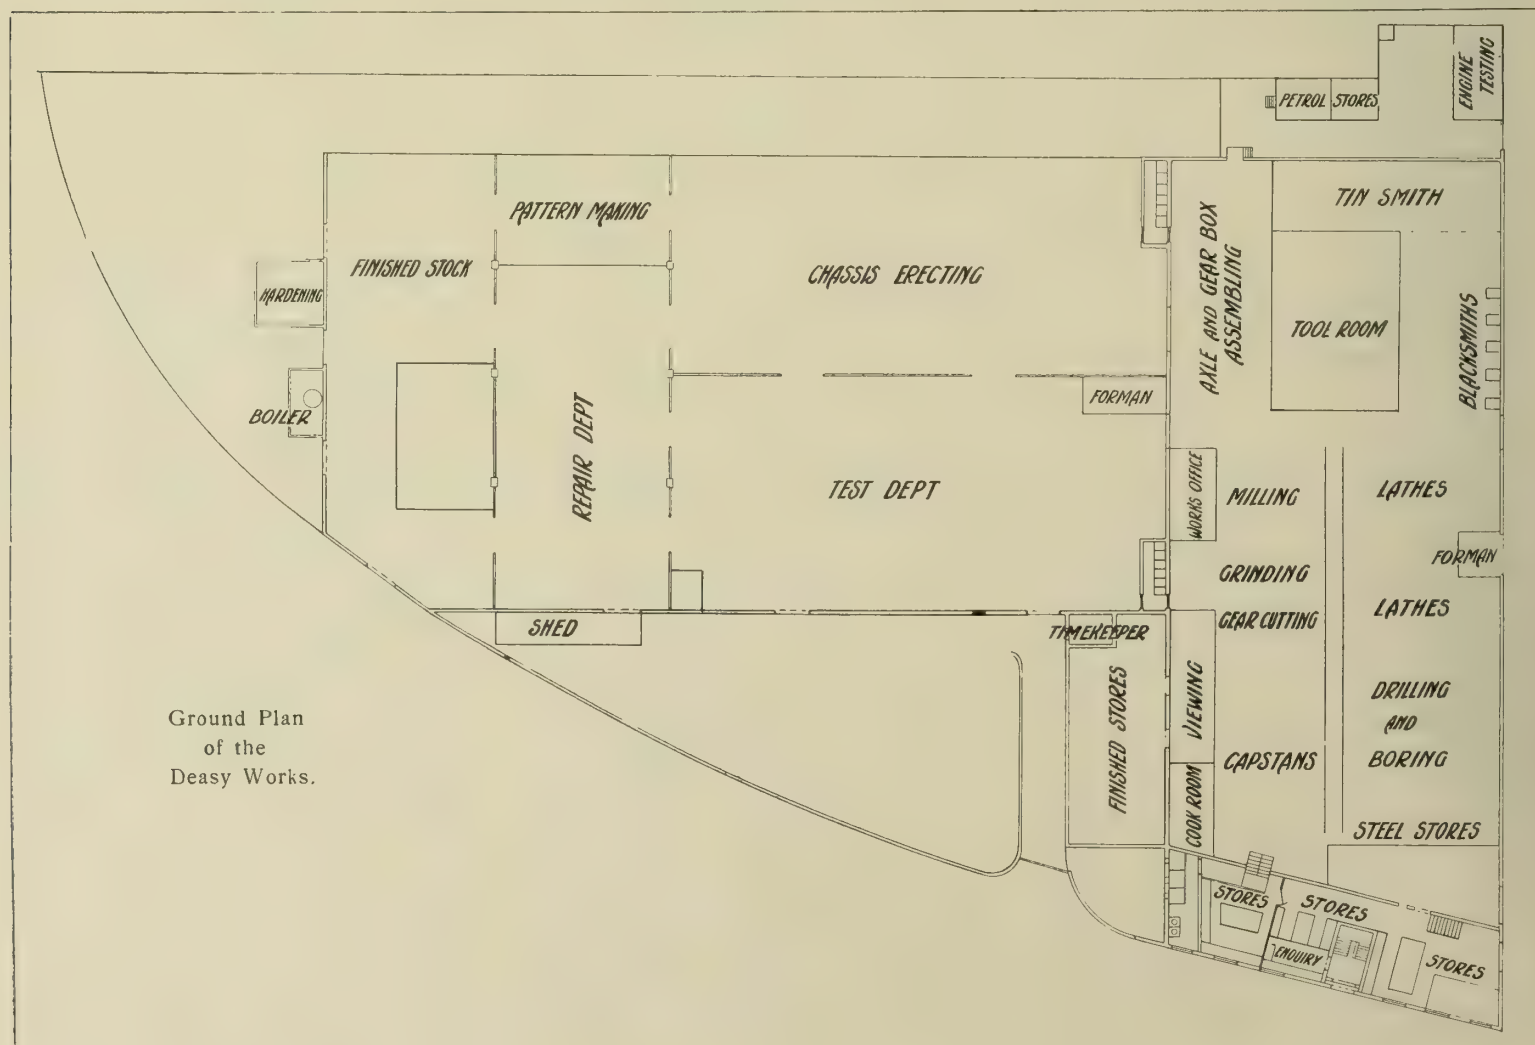 ENGINE
TESTING
PETROL STORES
TIN SMITH
PATTERN MAKING
FINISHED STOCK
CHASSIS ERECTING
AXLE AND GEAR BOX
ASSEMBLING
HARDENING
TOOL ROOM
BLACKSMITHS
BOILER
FORMAN
REPAIR DEPT
TEST DEPT
WORKS OFFICE
MILLING
LATHES
FORMAN
GRINDING
LATHES
GEAR CUTTING
SHED
TIMEKEEPER
FINISHED STORES
VIEWING
DRILLING
AND
BORING
CAPSTANS
COOK ROOM
STEEL STORES
STORES
STORES
ENQUIRY
STORES
Ground Plan
of the
Deasy Works.